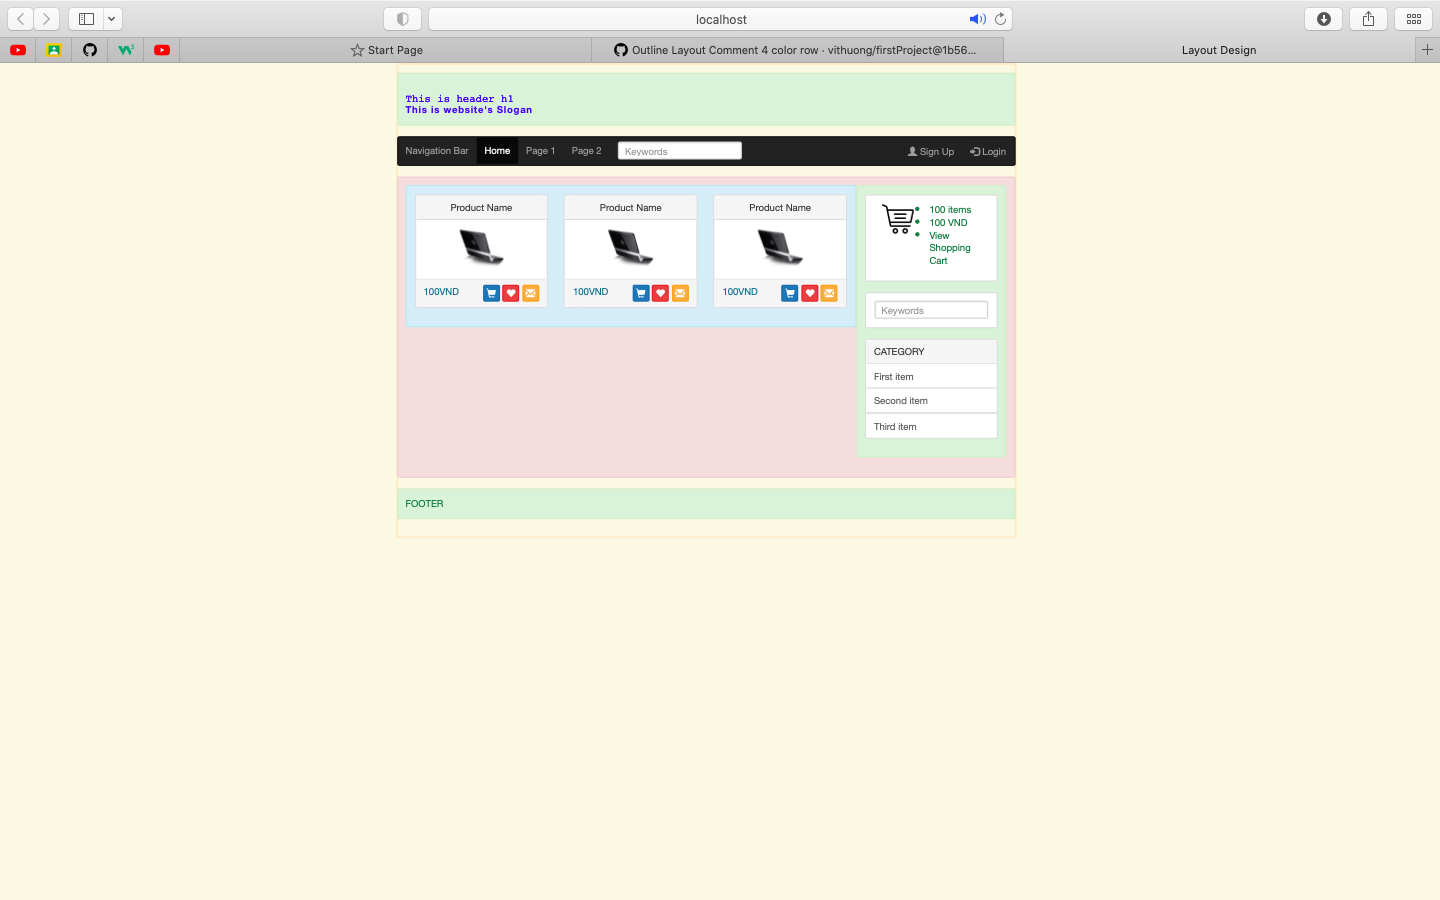 localhost
Start Page
Outline Layout Comment 4 color row · vithuong/firstProject@1b56...
Layout Design
This is header h1
This is website's Slogan
Navigation Bar Home Page 1 Page 2 Keywords Sign Up Login
Product Name Product Name Product Name
100VND 100VND 100VND
100 items
100 VND
View
Shopping
Cart
Keywords
CATEGORY
First item
Second item
Third item
FOOTER